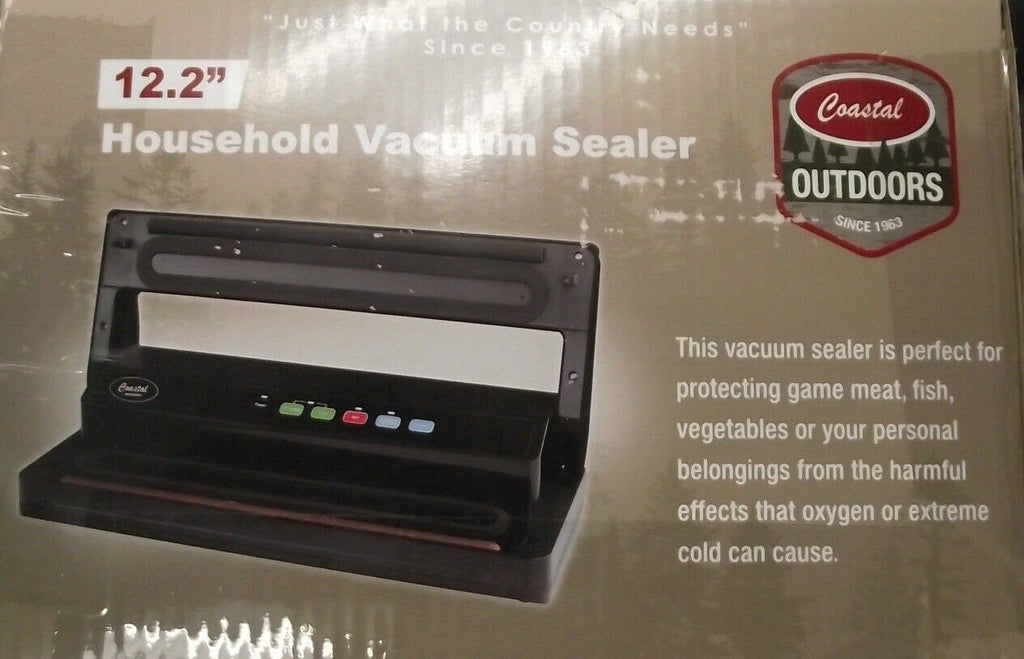 "Just What the Country Needs"
Since 1963
12.2”
Household Vacuum Sealer
Coastal
OUTDOORS
SINCE 1963
Coastal
This vacuum sealer is perfect for
protecting game meat, fish,
vegetables or your personal
belongings from the harmful
effects that oxygen or extreme
cold can cause.